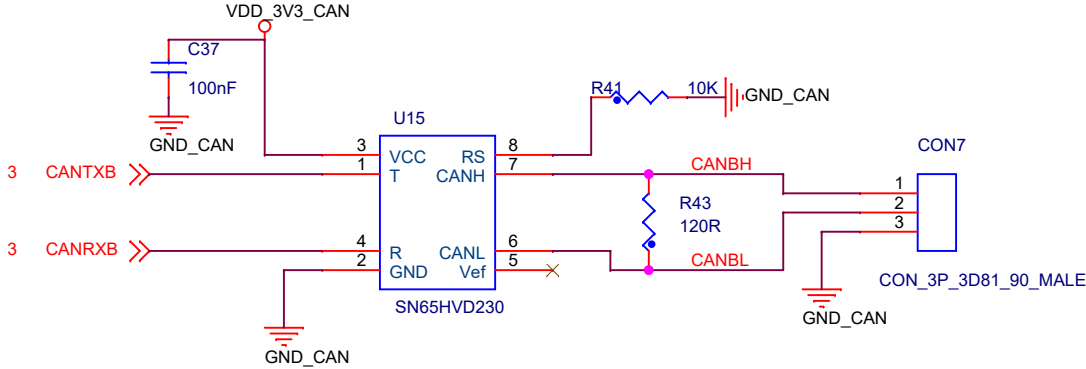 VDD_3V3_CAN
C37
100nF
GND_CAN
R41 10K
GND_CAN
U15
3 VCC
1 T
4 R
2 GND
RS 8
CANH 7
CANL 6
Vef 5
SN65HVD230
3 CANTXB
3 CANRXB
GND_CAN
CANBH
R43
120R
CANBL
CON7
1
2
3
CON_3P_3D81_90_MALE
GND_CAN